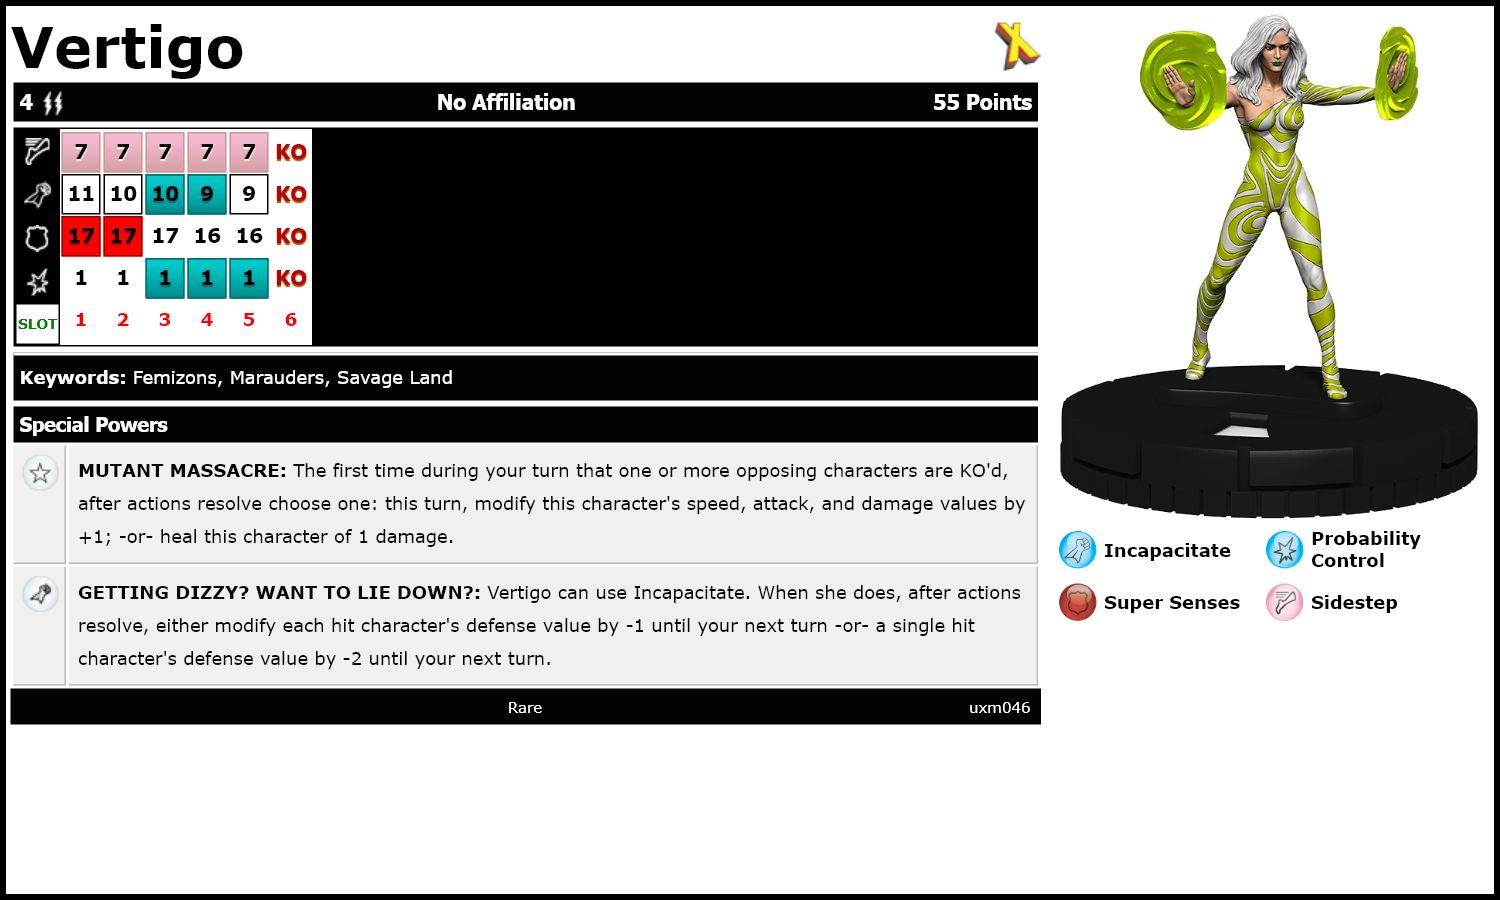 Vertigo
X
4 No Affiliation 55 Points
7 7 7 7 7 KO
11 10 10 9 9 KO
17 17 17 16 16 KO
1 1 1 1 1 KO
SLOT 1 2 3 4 5 6
Keywords: Femizons, Marauders, Savage Land
Special Powers
MUTANT MASSACRE: The first time during your turn that one or more opposing characters are KO'd,
after actions resolve choose one: this turn, modify this character's speed, attack, and damage values by
+1; -or- heal this character of 1 damage.
GETTING DIZZY? WANT TO LIE DOWN?: Vertigo can use Incapacitate. When she does, after actions
resolve, either modify each hit character's defense value by -1 until your next turn -or- a single hit
character's defense value by -2 until your next turn.
Rare uxm046
Incapacitate
Probability
Control
Super Senses
Sidestep